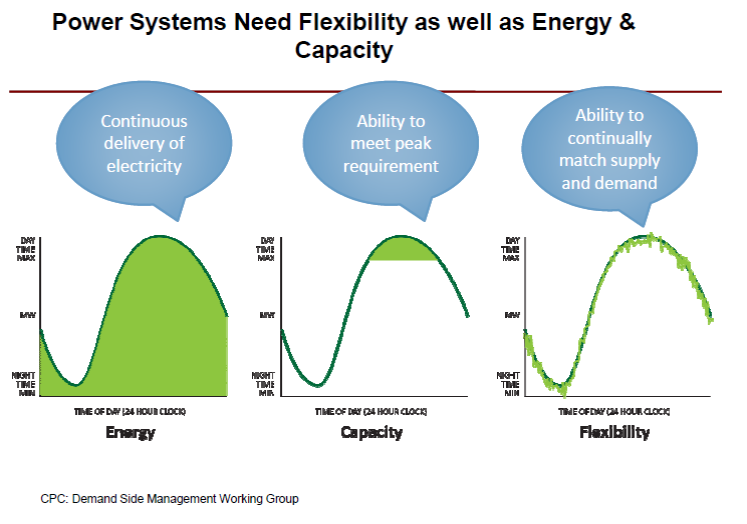 Power Systems Need Flexibility as well as Energy &
Capacity
Continuous
delivery of
electricity
Ability to
meet peak
requirement
Ability to
continually
match supply
and demand
DAY
TIME
MAX
MW
NIGHT
TIME
MIN
TIME OF DAY (24 HOUR CLOCK)
Energy
DAY
TIME
MAX
MW
NIGHT
TIME
MIN
TIME OF DAY (24 HOUR CLOCK)
Capacity
DAY
TIME
MAX
MW
NIGHT
TIME
MIN
TIME OF DAY (24 HOUR CLOCK)
Flexibility
CPC: Demand Side Management Working Group